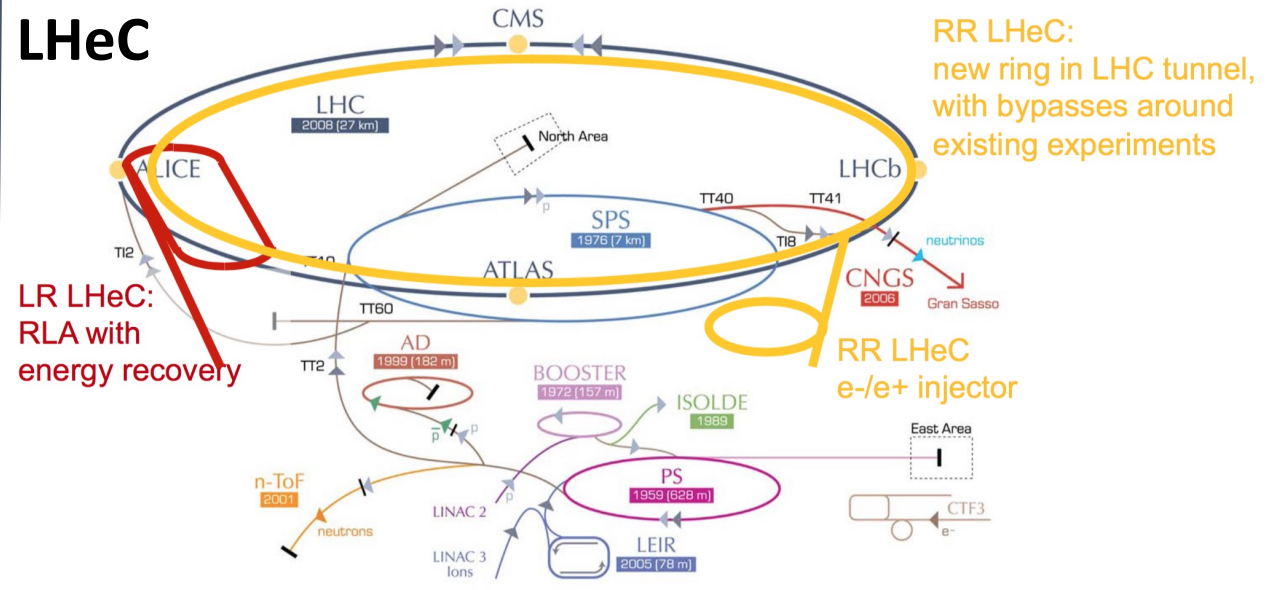 LHeC
CMS
RR LHeC:
new ring in LHC tunnel,
with bypasses around
existing experiments
LHC
2008 (27 km)
North Area
ALICE
LHCb
TT40
TT41
SPS
1976 (7 km)
p
TI8
neutrinos
TI2
ATLAS
CNGS
2006
Gran Sasso
LR LHeC:
RLA with
energy recovery
TT60
AD
1999 (182 m)
TT2
RR LHeC
e-/e+ injector
BOOSTER
1972 (157 m)
ISOLDE
1989
p̅
p
East Area
n-ToF
2001
PS
1959 (628 m)
LINAC 2
p
neutrons
CTF3
e-
LINAC 3
Ions
LEIR
2005 (78 m)